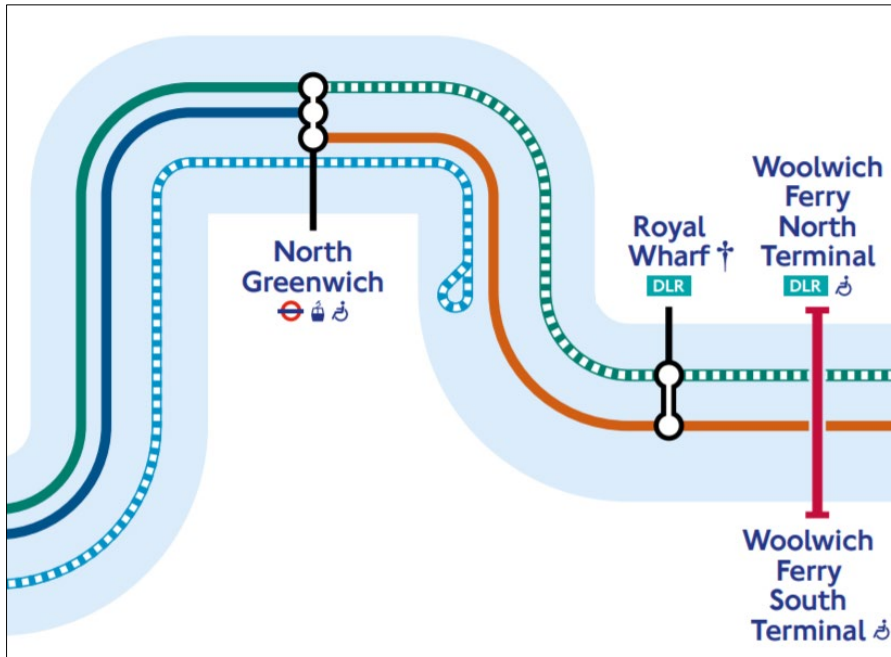 North
Greenwich
Royal
Wharf †
DLR
Woolwich
Ferry
North
Terminal
DLR
Woolwich
Ferry
South
Terminal